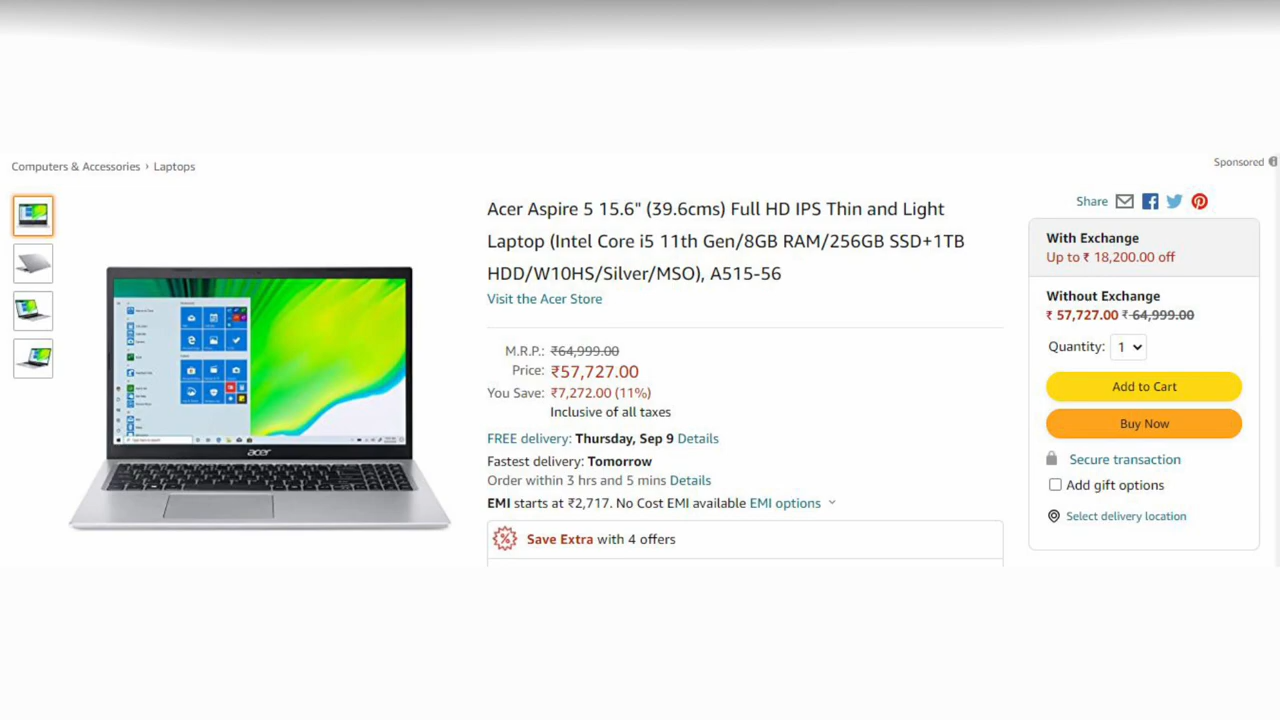 Computers & Accessories › Laptops
Sponsored
Acer Aspire 5 15.6" (39.6cms) Full HD IPS Thin and Light
Laptop (Intel Core i5 11th Gen/8GB RAM/256GB SSD+1TB
HDD/W10HS/Silver/MSO), A515-56
Visit the Acer Store
M.R.P.: ₹64,999.00
Price: ₹57,727.00
You Save: ₹7,272.00 (11%)
Inclusive of all taxes
FREE delivery: Thursday, Sep 9 Details
Fastest delivery: Tomorrow
Order within 3 hrs and 5 mins Details
EMI starts at ₹2,717. No Cost EMI available EMI options
Save Extra with 4 offers
Share
With Exchange
Up to ₹ 18,200.00 off
Without Exchange
₹ 57,727.00 ₹ 64,999.00
Quantity: 1
Add to Cart
Buy Now
Secure transaction
Add gift options
Select delivery location
acer